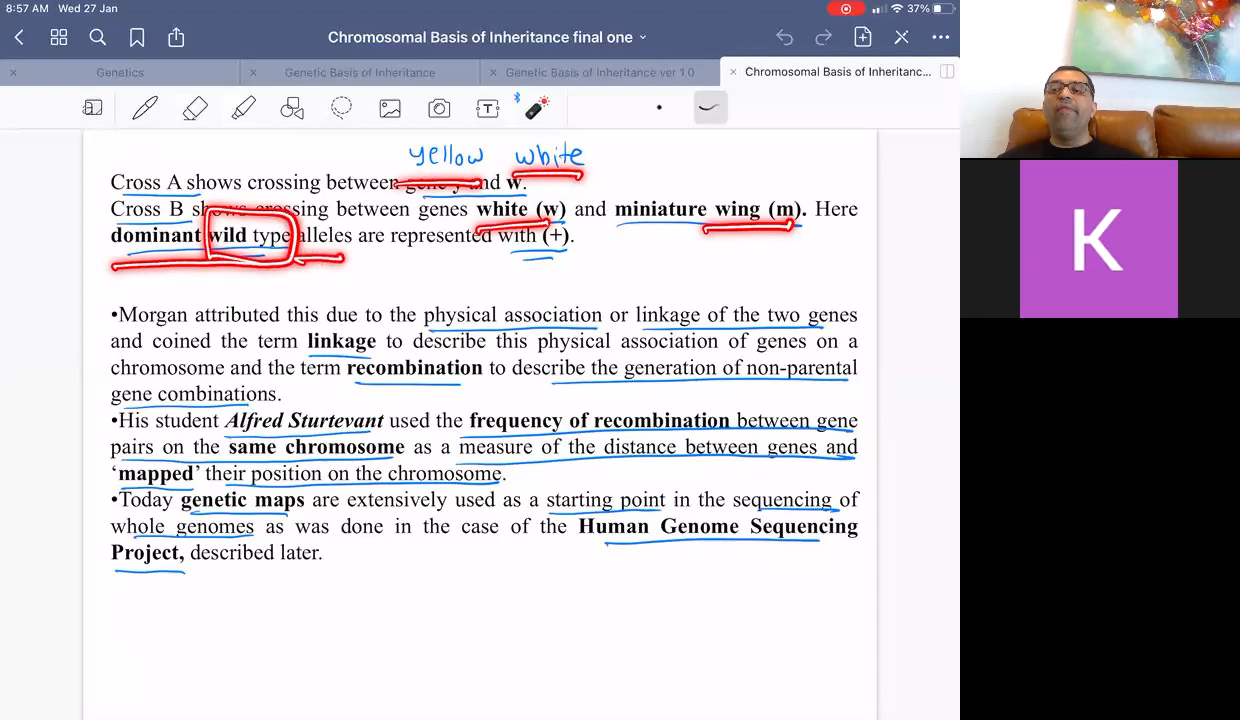 8:57 AM Wed 27 Jan
37%
Chromosomal Basis of Inheritance final one
Genetics
Genetic Basis of Inheritance
Genetic Basis of Inheritance ver 1.0
Chromosomal Basis of Inheritanc...
yellow white
Cross A shows crossing between gene y and w.
Cross B shows crossing between genes white (w) and miniature wing (m). Here
dominant wild type alleles are represented with (+).
•Morgan attributed this due to the physical association or linkage of the two genes
and coined the term linkage to describe this physical association of genes on a
chromosome and the term recombination to describe the generation of non-parental
gene combinations.
•His student Alfred Sturtevant used the frequency of recombination between gene
pairs on the same chromosome as a measure of the distance between genes and
‘mapped’ their position on the chromosome.
•Today genetic maps are extensively used as a starting point in the sequencing of
whole genomes as was done in the case of the Human Genome Sequencing
Project, described later.
K